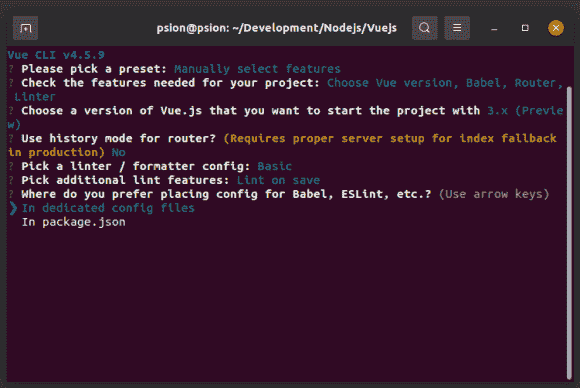 psion@psion: ~/Development/Nodejs/Vuejs
Vue CLI v4.5.9
? Please pick a preset: Manually select features
? Check the features needed for your project: Choose Vue version, Babel, Router,
Linter
? Choose a version of Vue.js that you want to start the project with 3.x (Previe
w)
? Use history mode for router? (Requires proper server setup for index fallback
in production) No
? Pick a linter / formatter config: Basic
? Pick additional lint features: Lint on save
? Where do you prefer placing config for Babel, ESLint, etc.? (Use arrow keys)
❯ In dedicated config files
In package.json